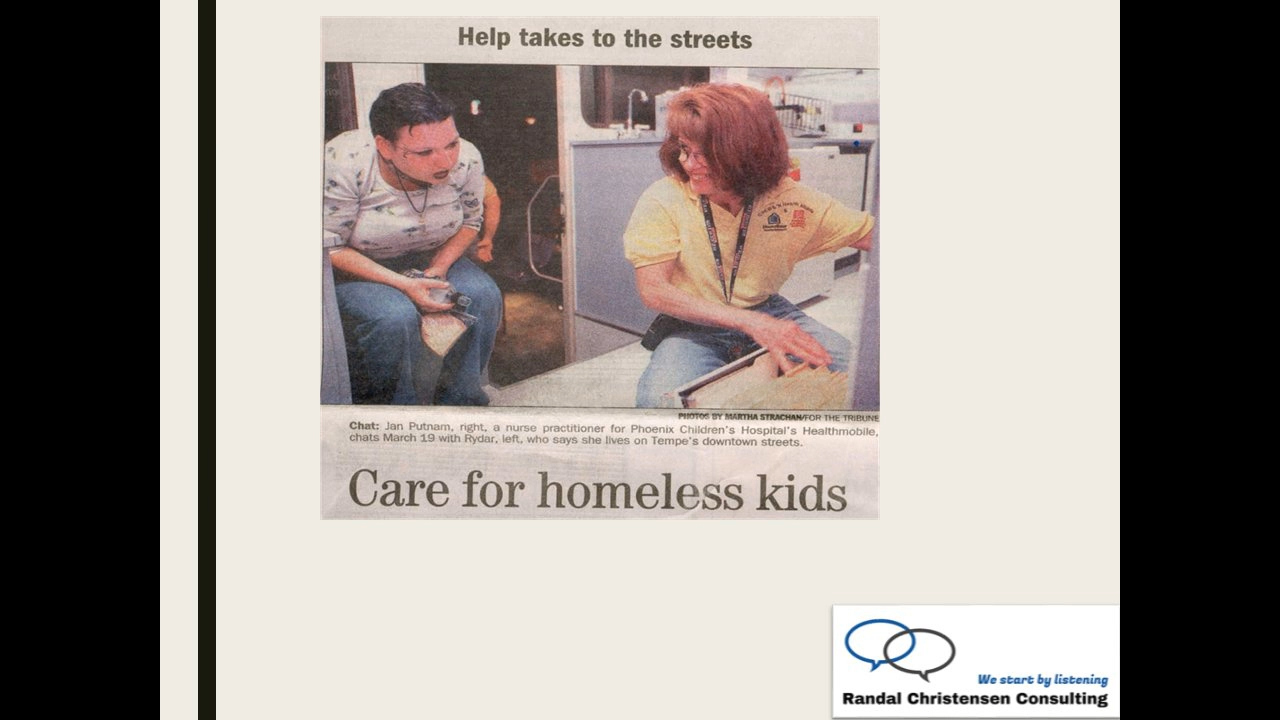 Help takes to the streets
PHOTOS BY MARTHA STRACHAN/FOR THE TRIBUNE
Chat: Jan Putnam, right, a nurse practitioner for Phoenix Children's Hospital's Healthmobile,
chats March 19 with Rydar, left, who says she lives on Tempe's downtown streets.
Care for homeless kids
We start by listening
Randal Christensen Consulting